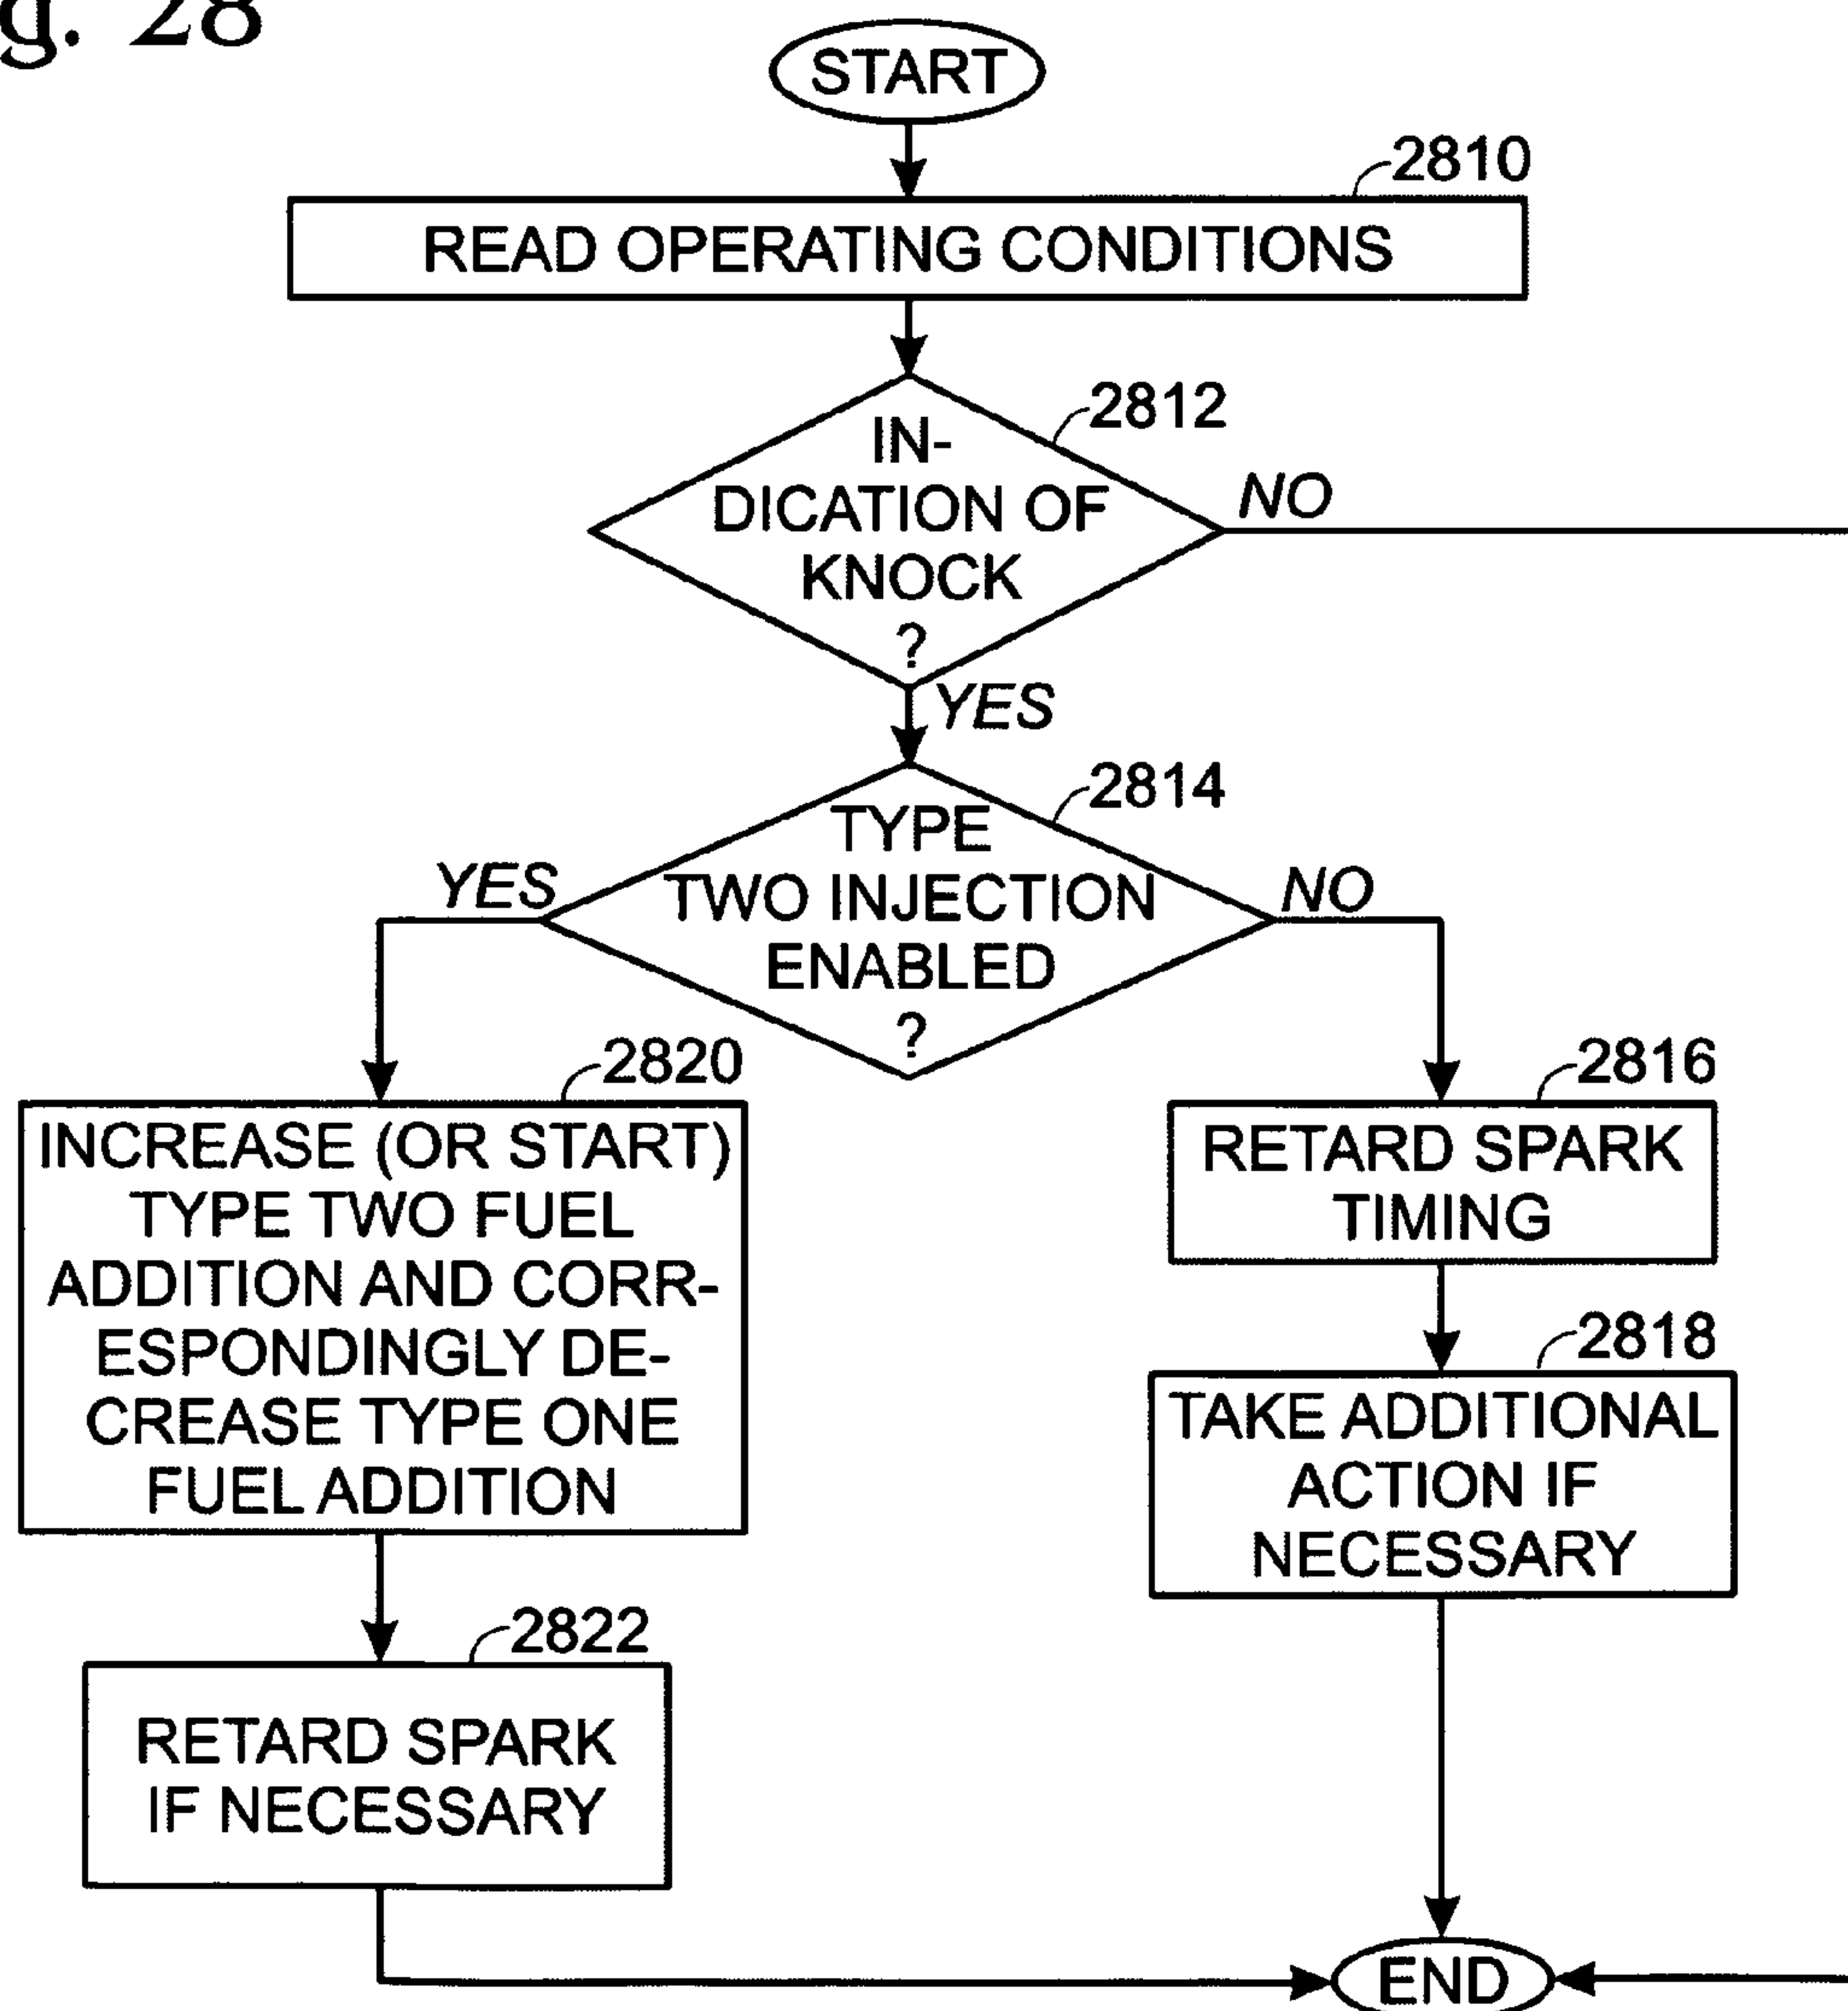 g. 28
START
2810
READ OPERATING CONDITIONS
2812
IN-
DICATION OF
KNOCK
?
NO
YES
2814
TYPE
TWO INJECTION
ENABLED
?
YES
NO
2820
INCREASE (OR START)
TYPE TWO FUEL
ADDITION AND CORR-
ESPONDINGLY DE-
CREASE TYPE ONE
FUEL ADDITION
2816
RETARD SPARK
TIMING
2818
TAKE ADDITIONAL
ACTION IF
NECESSARY
2822
RETARD SPARK
IF NECESSARY
END